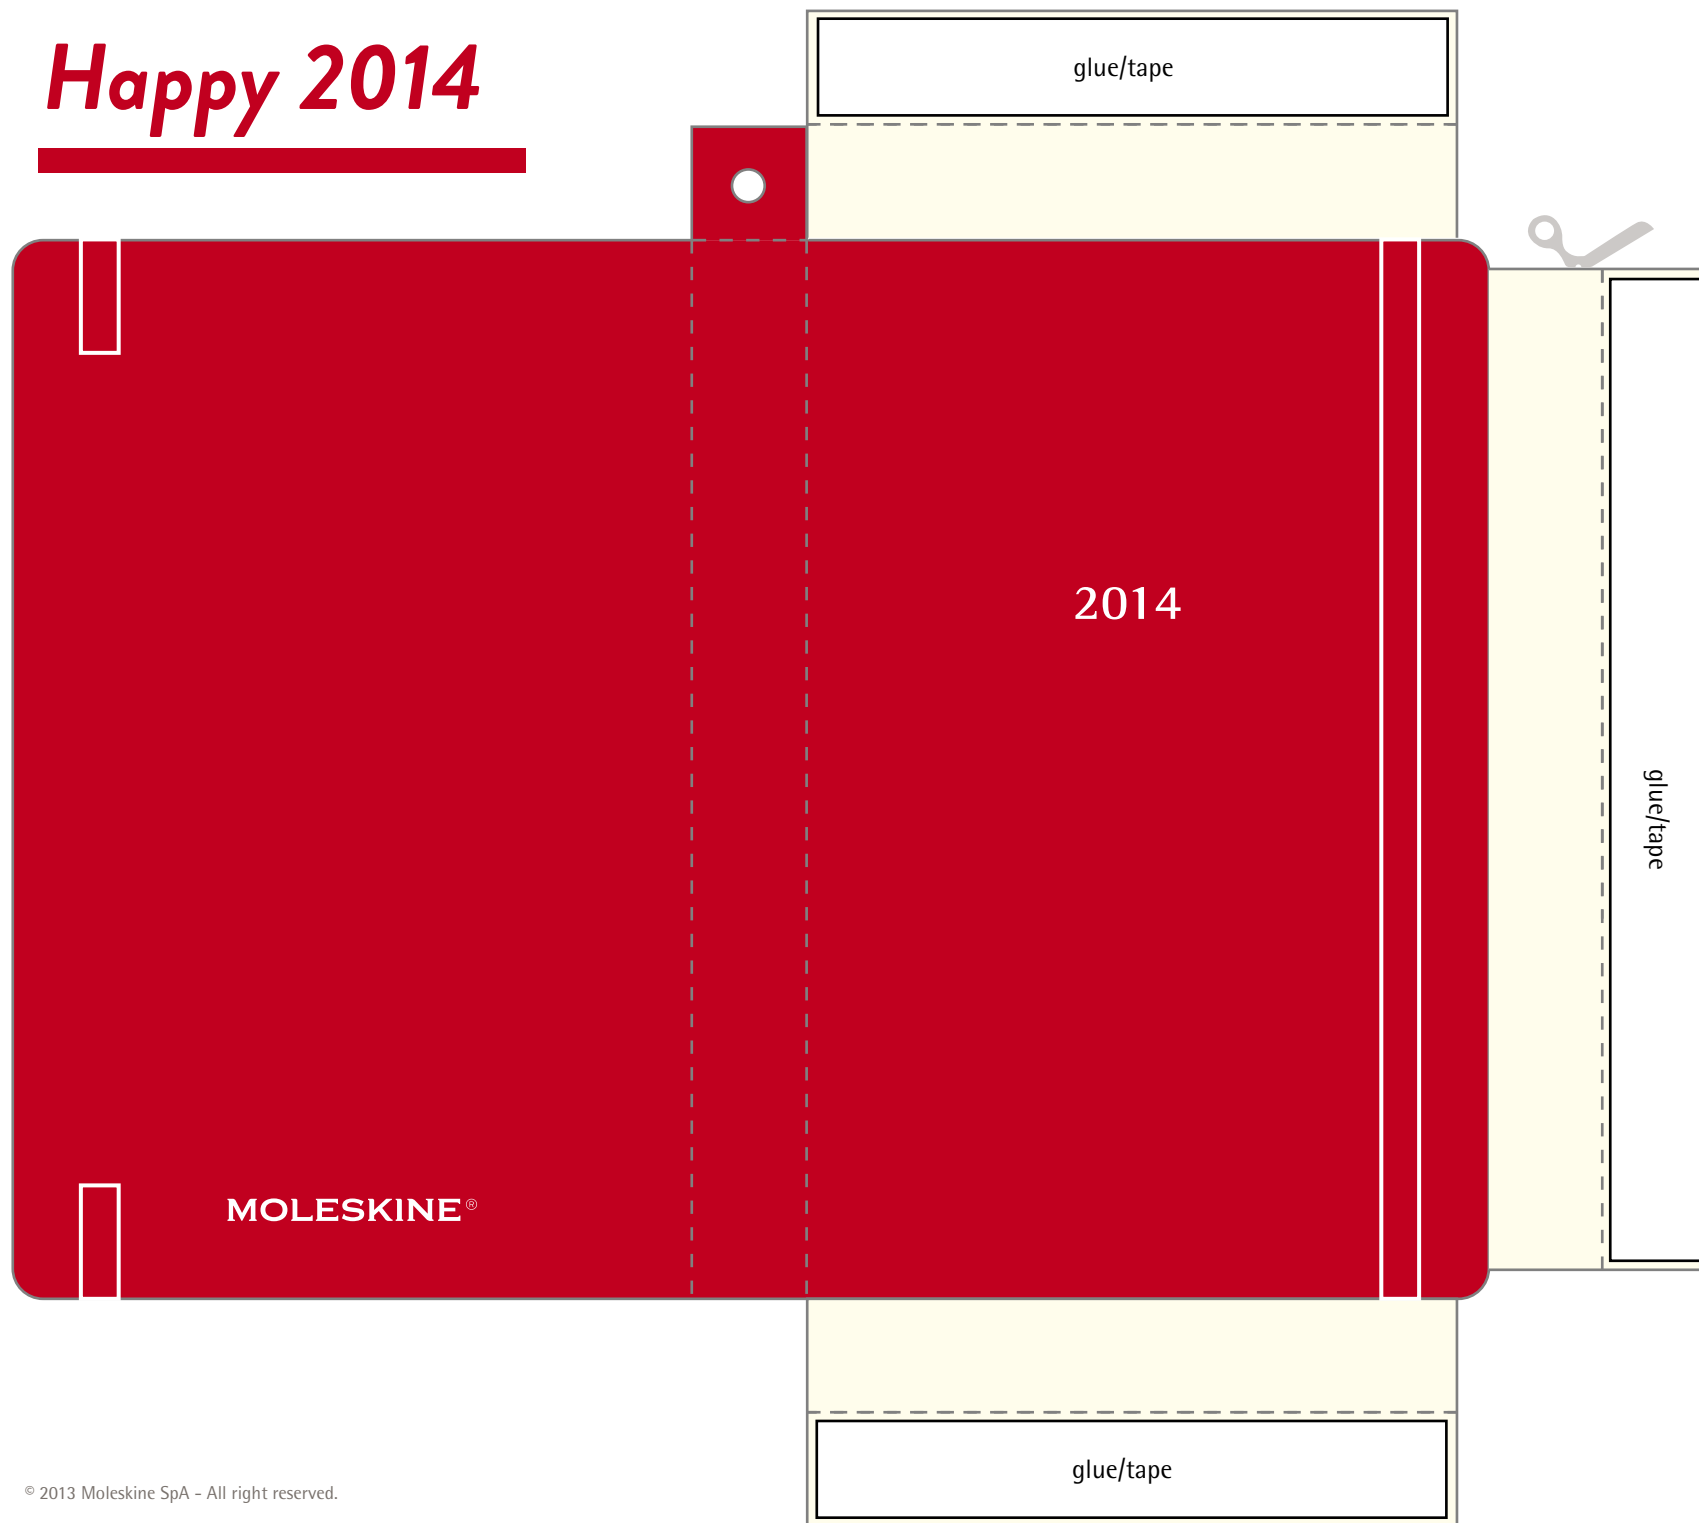 Happy 2014
glue/tape
2014
glue/tape
MOLESKINE®
glue/tape
© 2013 Moleskine SpA - All right reserved.